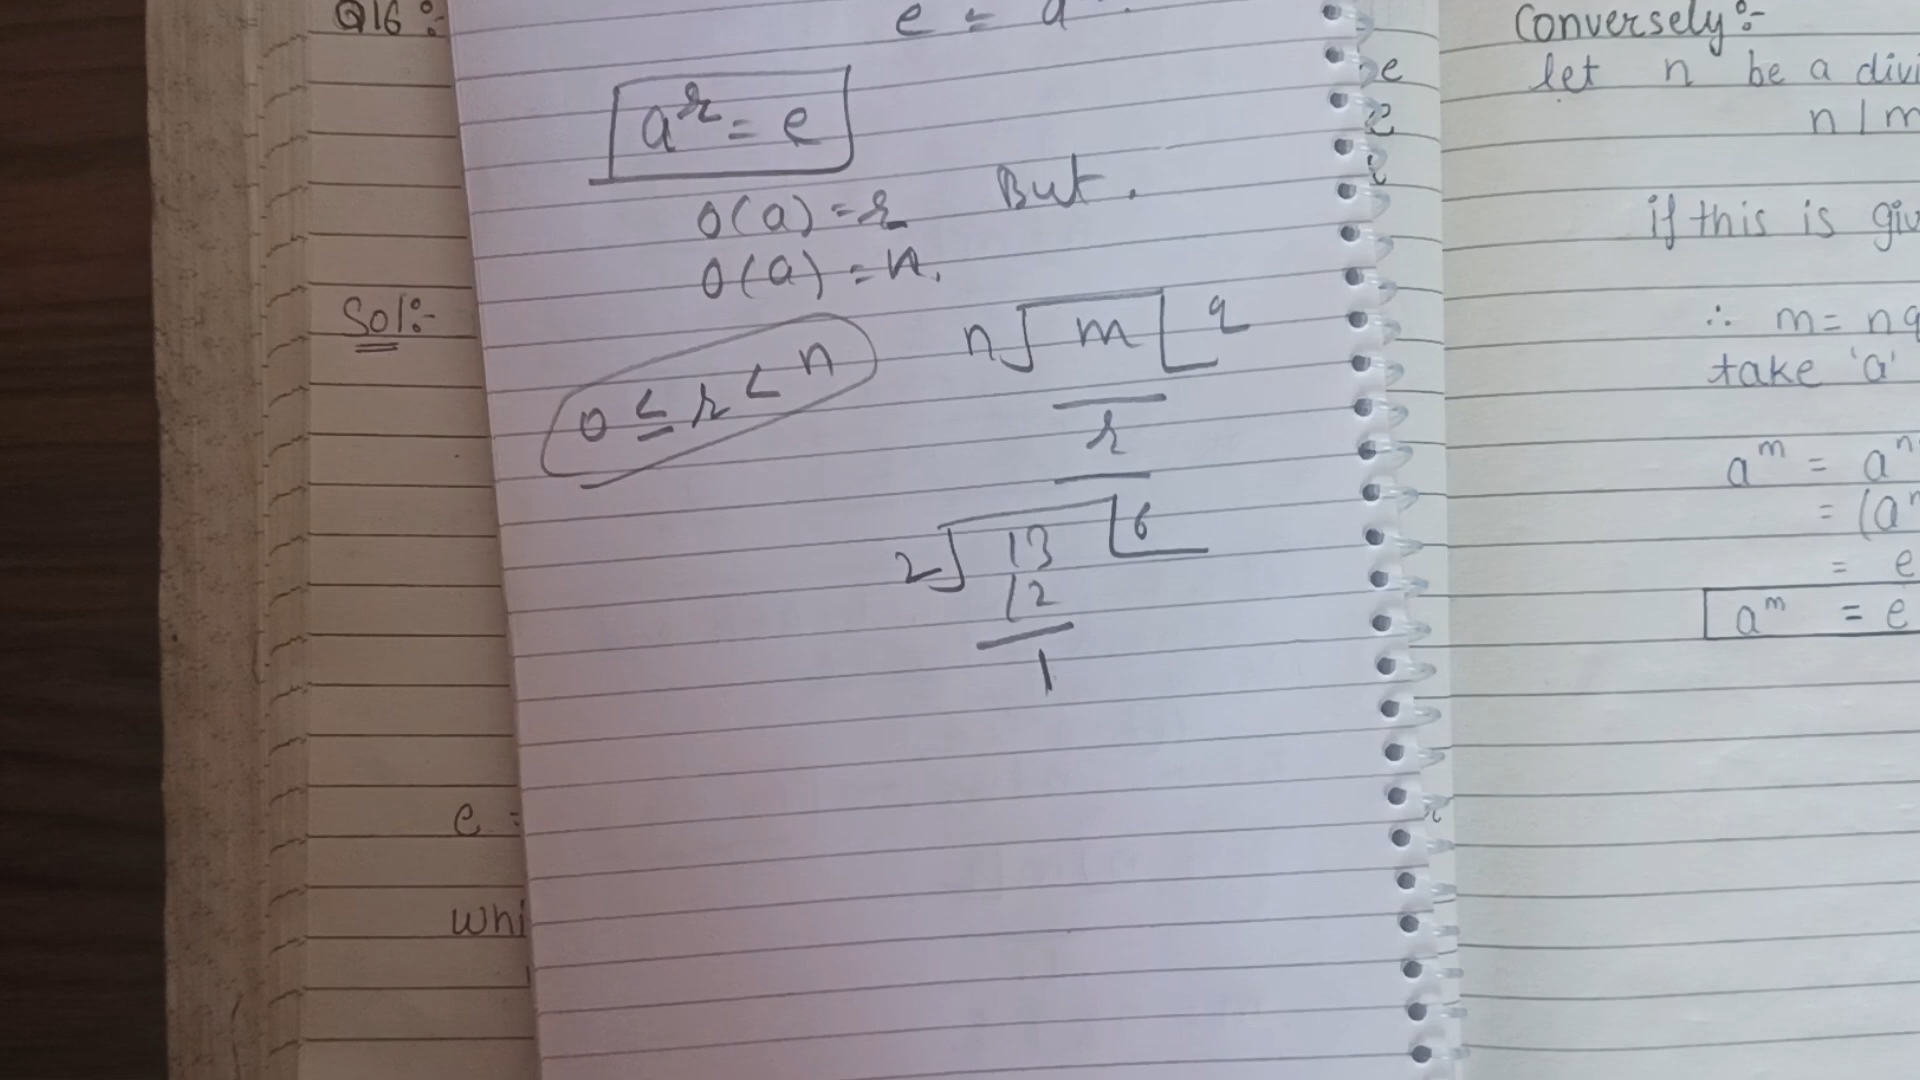 Q16:-
Sol:-
e =
whi
e = a
a^r = e
o(a) = r But.
o(a) = n.
0 ≤ r < n
n m q
r
2 13 6
12
1
e
e
Conversely:-
let n be a divi
n | m
if this is giv
∴ m = nq
take 'a'
a^m = a^n
= (a^n
= e
a^m = e